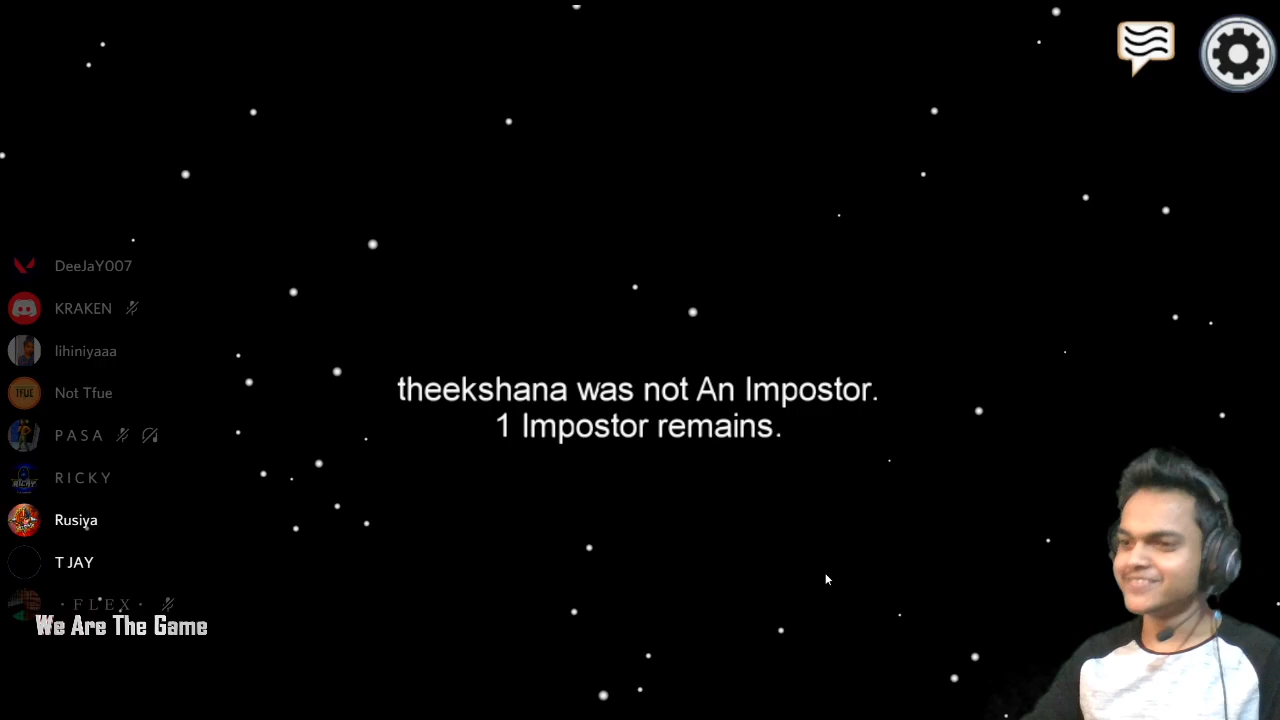 DeeJaY007
KRAKEN
lihiniyaaa
TFUE
Not Tfue
P A S A
R I C K Y
Rusiya
T JAY
· F L E X ·
We Are The Game
theekshana was not An Impostor.
1 Impostor remains.